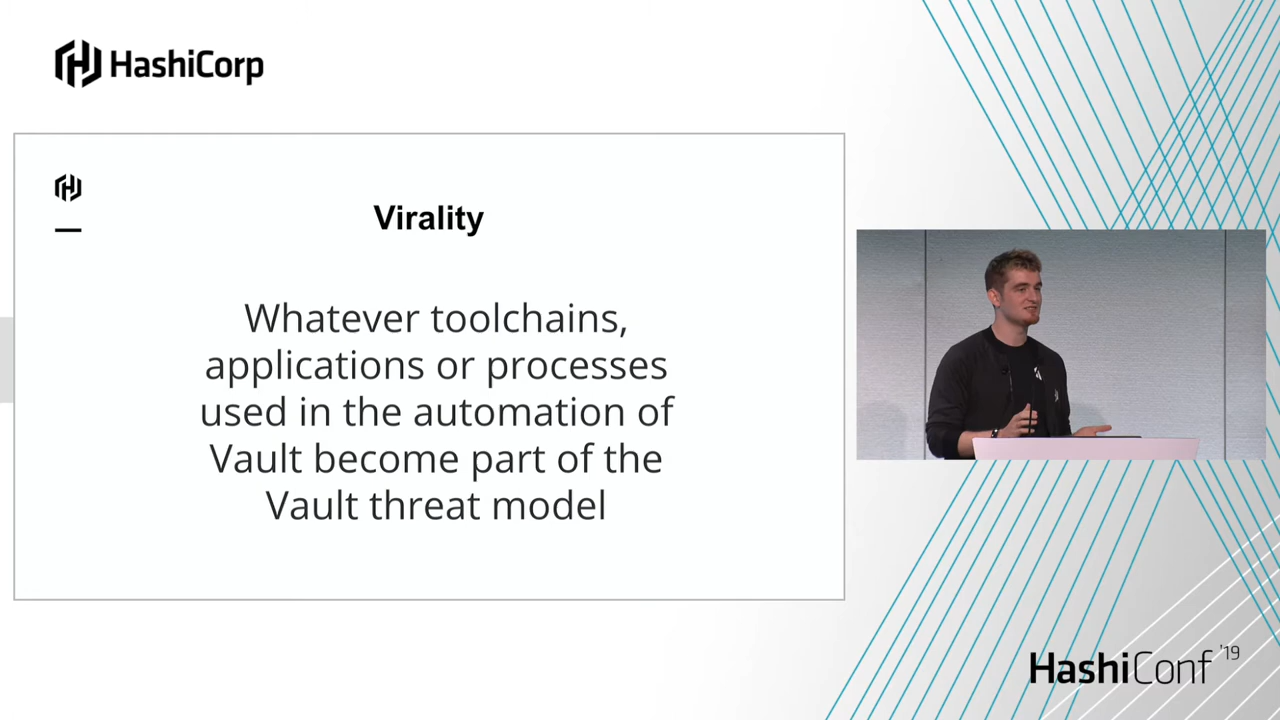 HashiCorp
Virality
Whatever toolchains,
applications or processes
used in the automation of
Vault become part of the
Vault threat model
HashiConf '19